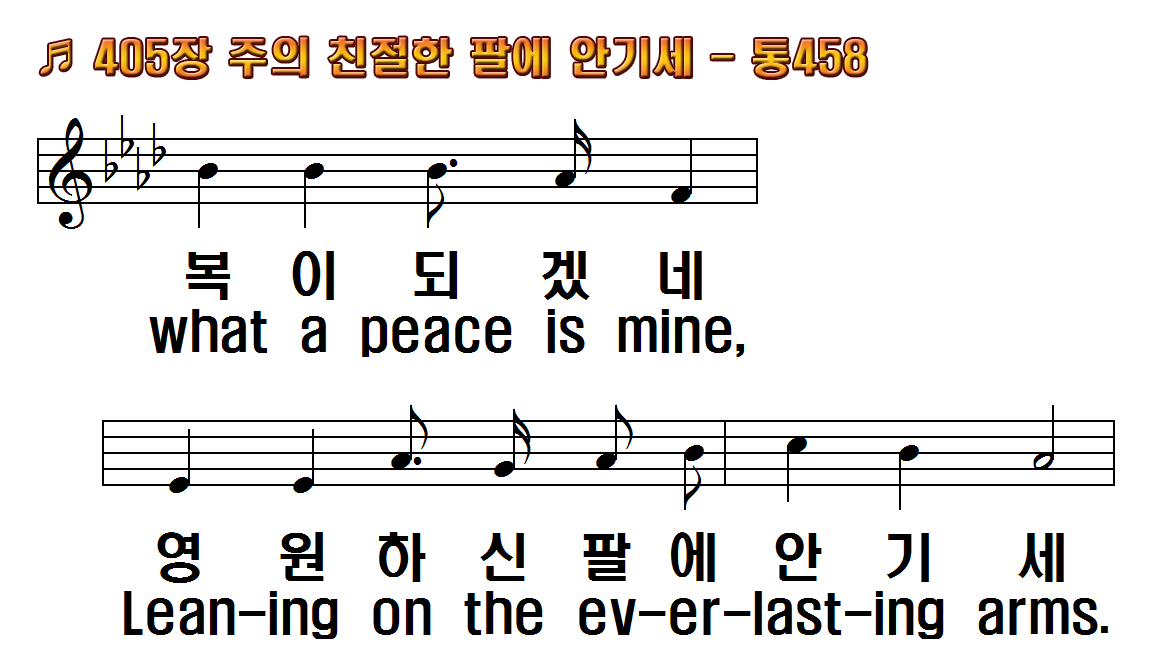 ♬ 405장 주의 친절한 팔에 안기세 - 통458
복 이 되 겠 네
what a peace is mine,
영 원 하 신 팔 에 안 기 세
Lean-ing on the ev-er-last-ing arms.